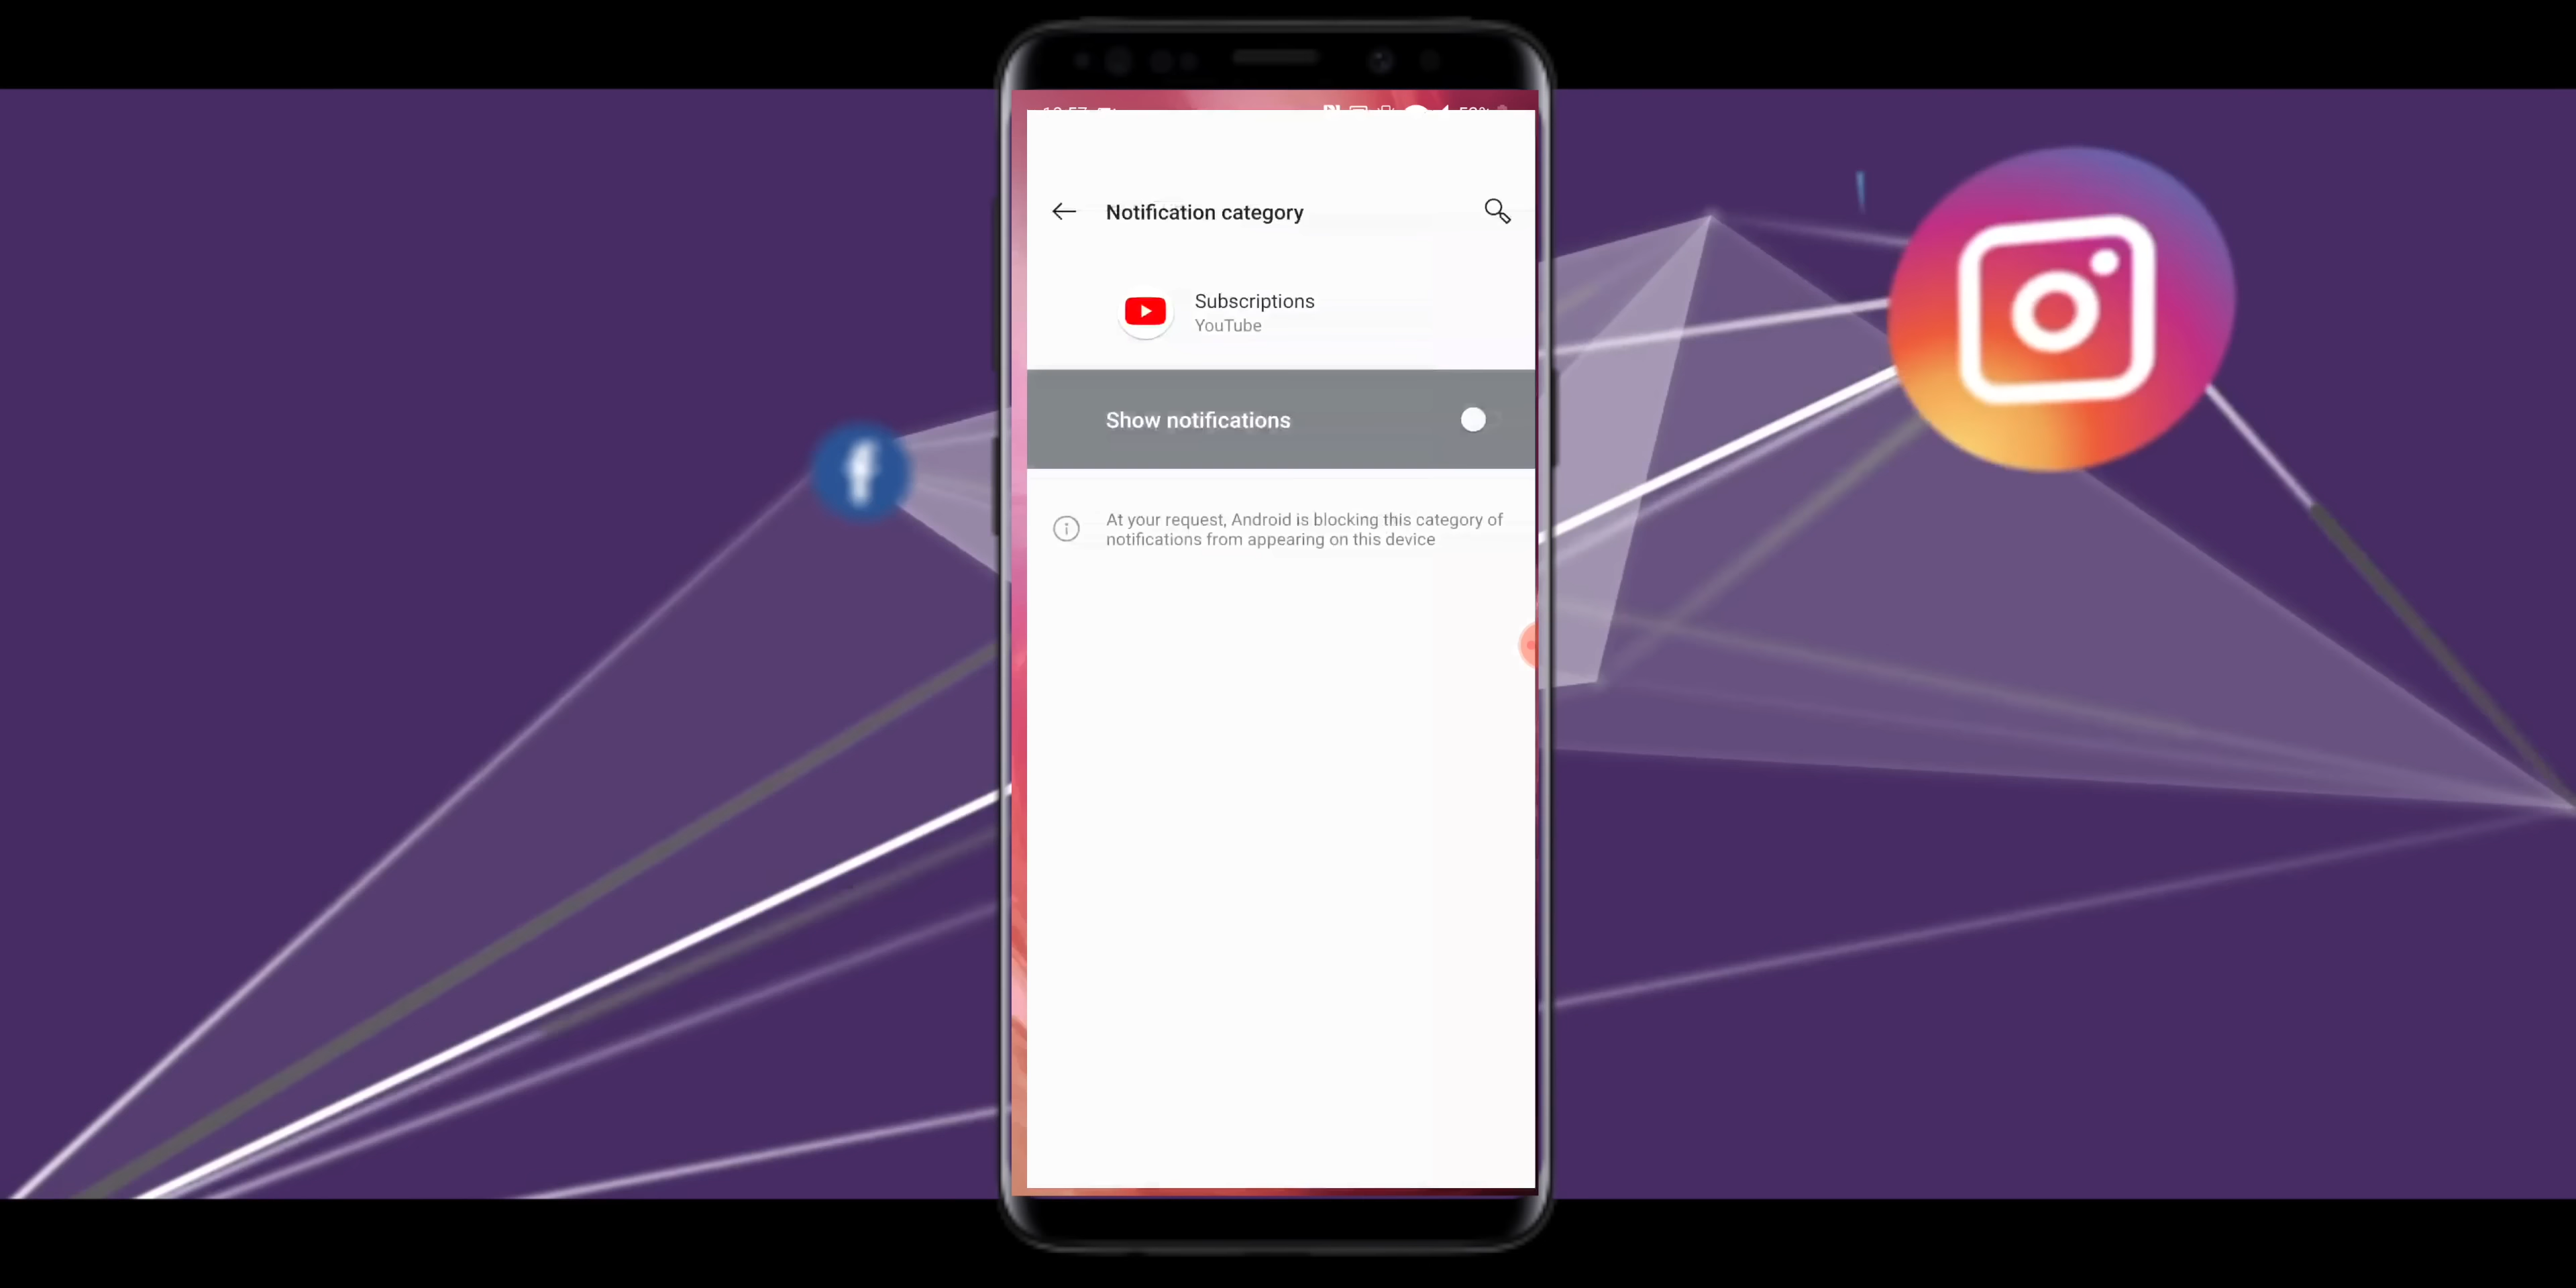 Notification category
Subscriptions
YouTube
Show notifications
At your request, Android is blocking this category of
notifications from appearing on this device